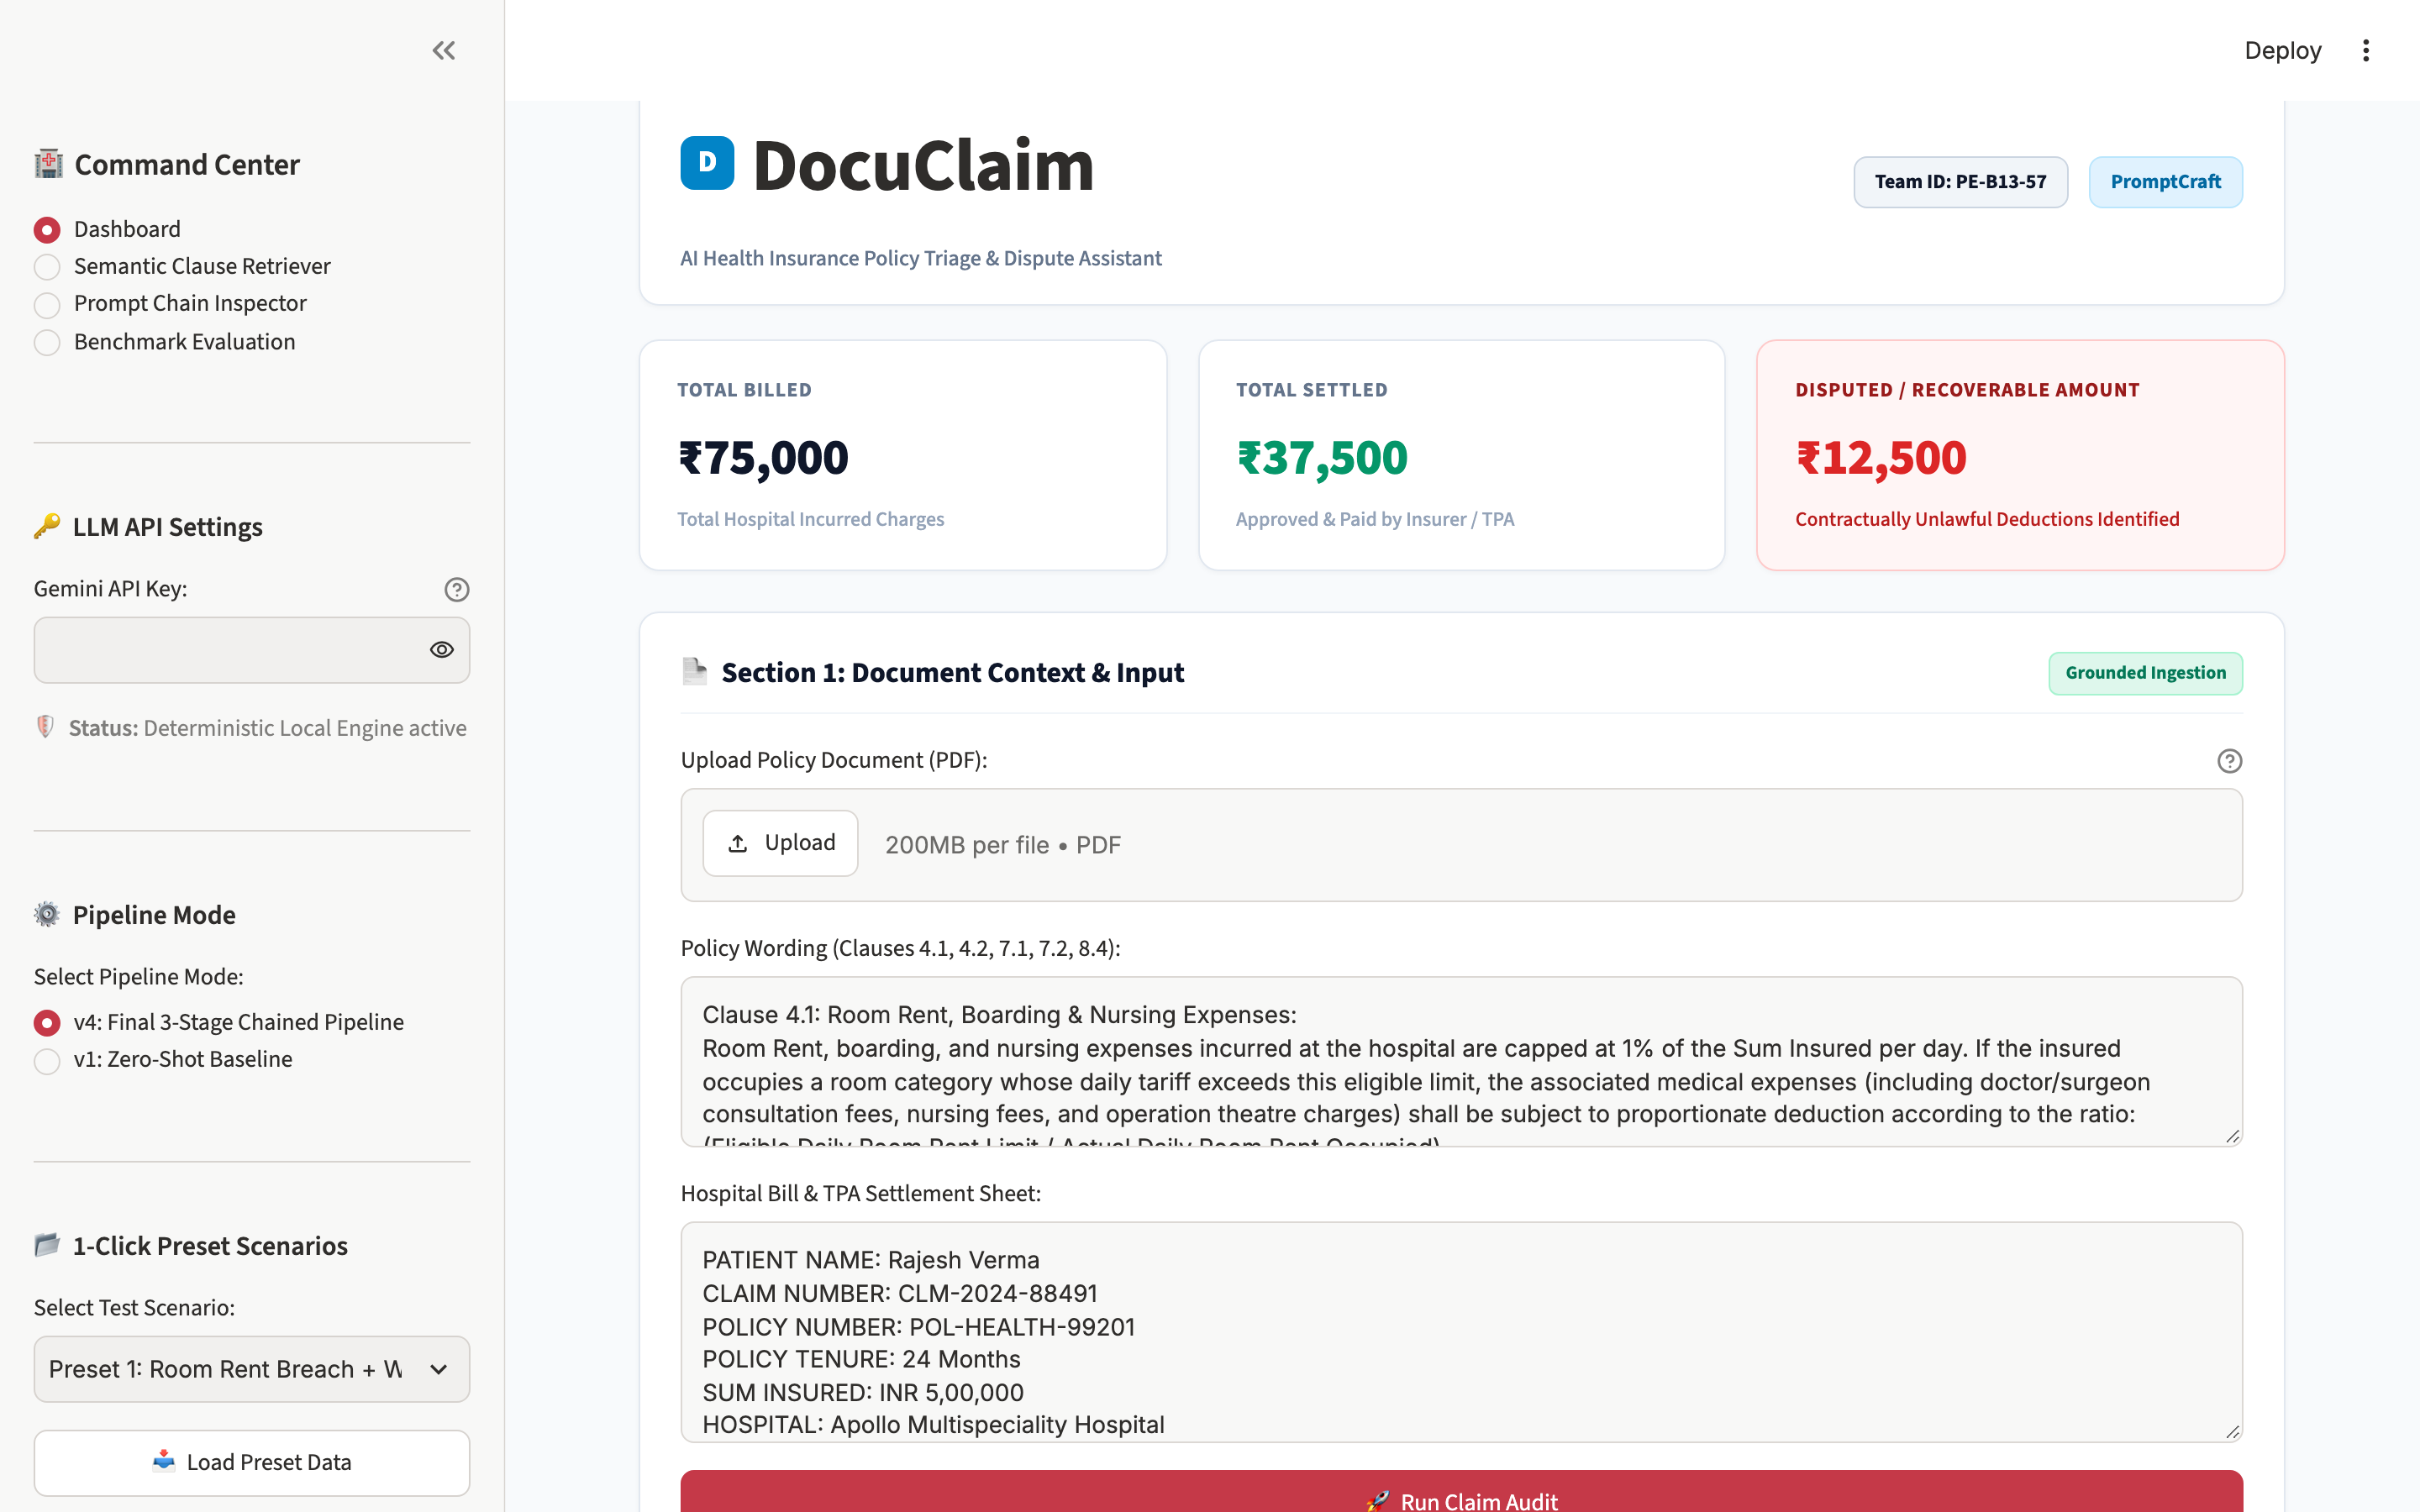 Command Center
Dashboard
Semantic Clause Retriever
Prompt Chain Inspector
Benchmark Evaluation
LLM API Settings
Gemini API Key:
Status: Deterministic Local Engine active
Pipeline Mode
Select Pipeline Mode:
v4: Final 3-Stage Chained Pipeline
v1: Zero-Shot Baseline
1-Click Preset Scenarios
Select Test Scenario:
Preset 1: Room Rent Breach + W
Load Preset Data
Deploy
D DocuClaim
Team ID: PE-B13-57
PromptCraft
AI Health Insurance Policy Triage & Dispute Assistant
TOTAL BILLED
₹75,000
Total Hospital Incurred Charges
TOTAL SETTLED
₹37,500
Approved & Paid by Insurer / TPA
DISPUTED / RECOVERABLE AMOUNT
₹12,500
Contractually Unlawful Deductions Identified
Section 1: Document Context & Input
Grounded Ingestion
Upload Policy Document (PDF):
Upload
200MB per file • PDF
Policy Wording (Clauses 4.1, 4.2, 7.1, 7.2, 8.4):
Clause 4.1: Room Rent, Boarding & Nursing Expenses:
Room Rent, boarding, and nursing expenses incurred at the hospital are capped at 1% of the Sum Insured per day. If the insured
occupies a room category whose daily tariff exceeds this eligible limit, the associated medical expenses (including doctor/surgeon
consultation fees, nursing fees, and operation theatre charges) shall be subject to proportionate deduction according to the ratio:
(Eligible Daily Room Rent Limit / Actual Daily Room Rent Occupied)
Hospital Bill & TPA Settlement Sheet:
PATIENT NAME: Rajesh Verma
CLAIM NUMBER: CLM-2024-88491
POLICY NUMBER: POL-HEALTH-99201
POLICY TENURE: 24 Months
SUM INSURED: INR 5,00,000
HOSPITAL: Apollo Multispeciality Hospital
Run Claim Audit